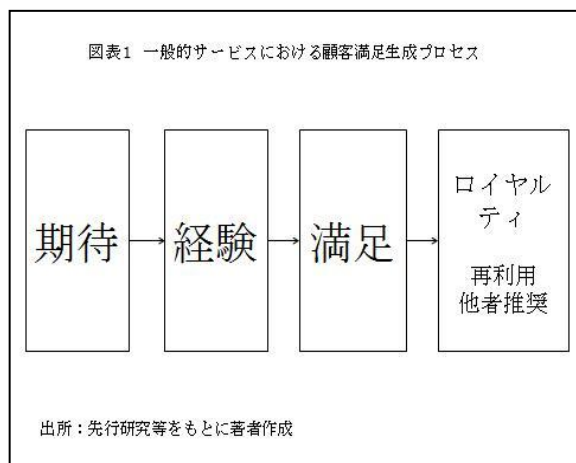 図表1 一般的サービスにおける顧客満足生成プロセス
期待
経験
満足
ロイヤル
ティ
再利用
他者推奨
出所：先行研究等をもとに著者作成